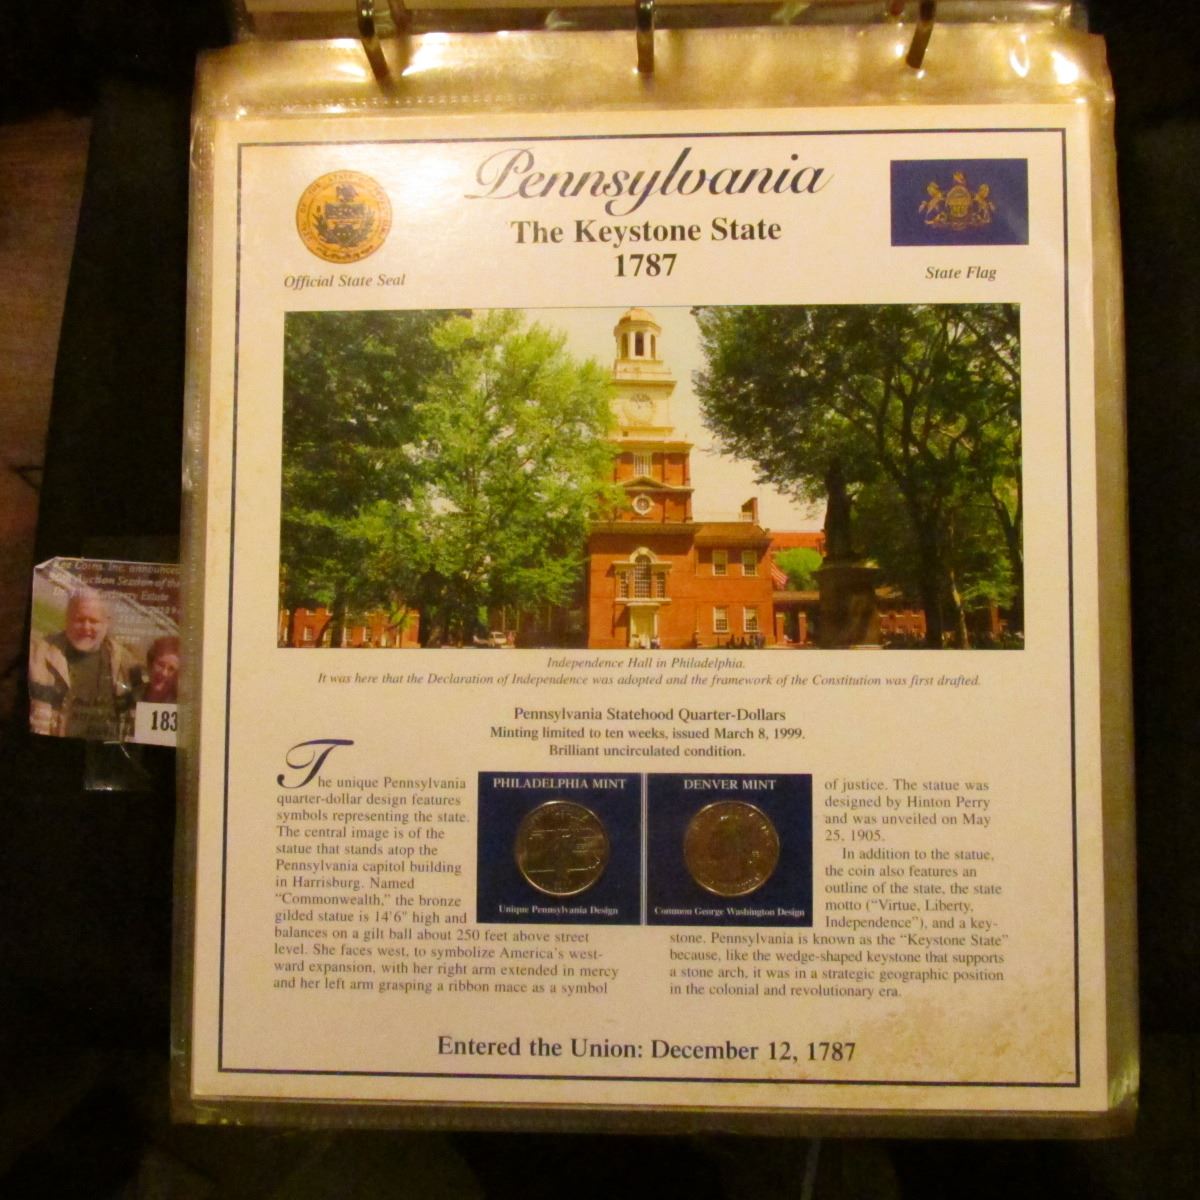 Pennsylvania
The Keystone State
1787
Official State Seal
State Flag
Independence Hall in Philadelphia.
It was here that the Declaration of Independence was adopted and the framework of the Constitution was first drafted.
Pennsylvania Statehood Quarter-Dollars
Minting limited to ten weeks, issued March 8, 1999.
Brilliant uncirculated condition.
The unique Pennsylvania
quarter-dollar design features
symbols representing the state.
The central image is of the
statue that stands atop the
Pennsylvania capitol building
in Harrisburg. Named
“Commonwealth,” the bronze
gilded statue is 14'6" high and
balances on a gilt ball about 250 feet above street
level. She faces west, to symbolize America's west-
ward expansion, with her right arm extended in mercy
and her left arm grasping a ribbon mace as a symbol
PHILADELPHIA MINT
Unique Pennsylvania Design
DENVER MINT
Common George Washington Design
of justice. The statue was
designed by Hinton Perry
and was unveiled on May
25, 1905.
In addition to the statue,
the coin also features an
outline of the state, the state
motto (“Virtue, Liberty,
Independence”), and a key-
stone. Pennsylvania is known as the “Keystone State”
because, like the wedge-shaped keystone that supports
a stone arch, it was in a strategic geographic position
in the colonial and revolutionary era.
Entered the Union: December 12, 1787
Coins, Inc. announces
Auction Session of the
Estate
183